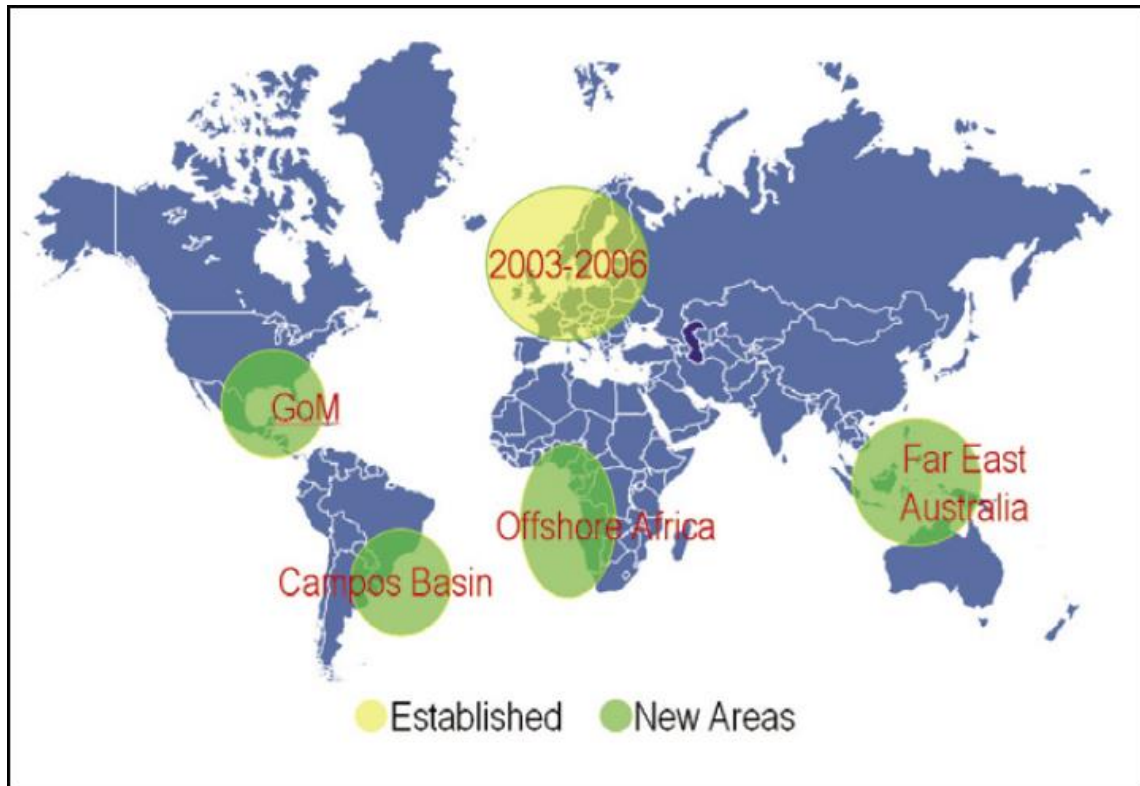 2003-2006
GoM
Far East
Australia
Offshore Africa
Campos Basin
Established
New Areas